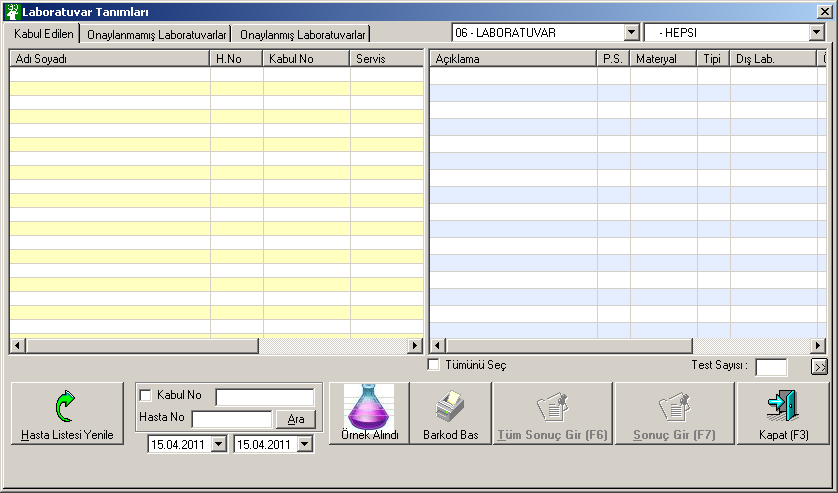 Laboratuvar Tanımları
Kabul Edilen Onaylanmamış Laboratuvarlar Onaylanmış Laboratuvarlar 06 - LABORATUVAR - HEPSI
Adı Soyadı H.No Kabul No Servis Açıklama P.S. Materyal Tipi Dış Lab.
Tümünü Seç Test Sayısı : >>
Kabul No
Hasta No Ara
Hasta Listesi Yenile Örnek Alındı Barkod Bas Tüm Sonuç Gir (F6) Sonuç Gir (F7) Kapat (F3)
15.04.2011 15.04.2011